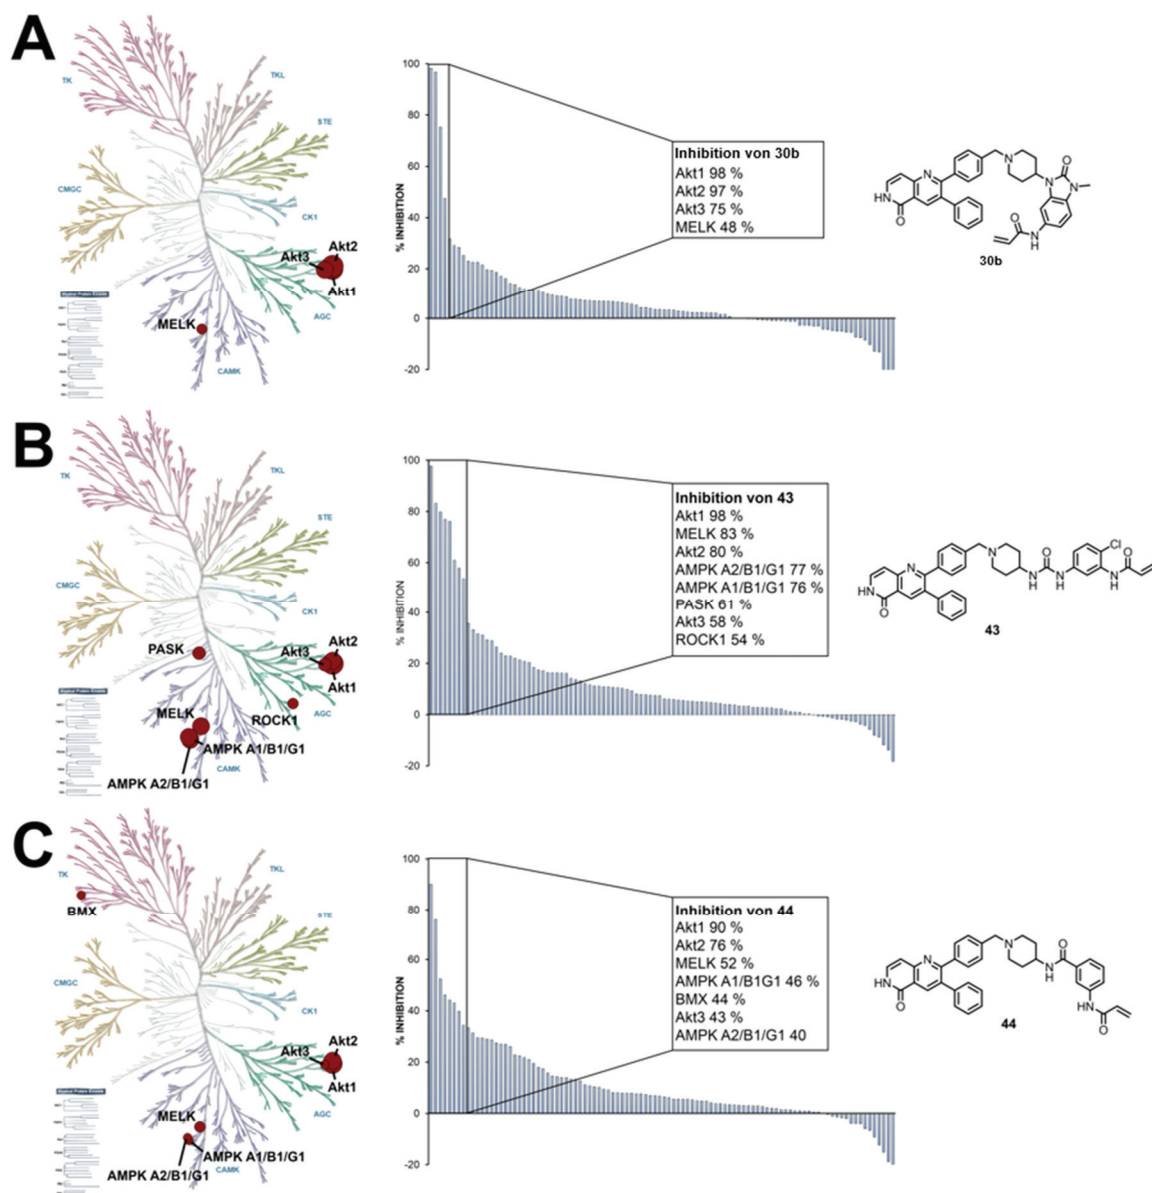 A
TK
TKL
STE
CMGC
CK1
Akt2
Akt3
Akt1
MELK
AGC
CAMK
% INHIBITION
100
80
60
40
20
0
-20
Inhibition von 30b
Akt1 98 %
Akt2 97 %
Akt3 75 %
MELK 48 %
N
N
O
N
N
HN
O
O
NH
30b
B
TK
TKL
STE
CMGC
CK1
PASK
Akt2
Akt3
Akt1
MELK
ROCK1
AGC
AMPK A1/B1/G1
CAMK
AMPK A2/B1/G1
% INHIBITION
100
80
60
40
20
0
-20
Inhibition von 43
Akt1 98 %
MELK 83 %
Akt2 80 %
AMPK A2/B1/G1 77 %
AMPK A1/B1/G1 76 %
PASK 61 %
Akt3 58 %
ROCK1 54 %
N
N
O
Cl
O
N
H
N
H
N
H
HN
O
43
C
TK
BMX
TKL
STE
CMGC
CK1
Akt2
Akt3
Akt1
MELK
AGC
AMPK A1/B1/G1
CAMK
AMPK A2/B1/G1
% INHIBITION
100
80
60
40
20
0
-20
Inhibition von 44
Akt1 90 %
Akt2 76 %
MELK 52 %
AMPK A1/B1G1 46 %
BMX 44 %
Akt3 43 %
AMPK A2/B1/G1 40
N
N
O
N
H
HN
O
NH
O
44